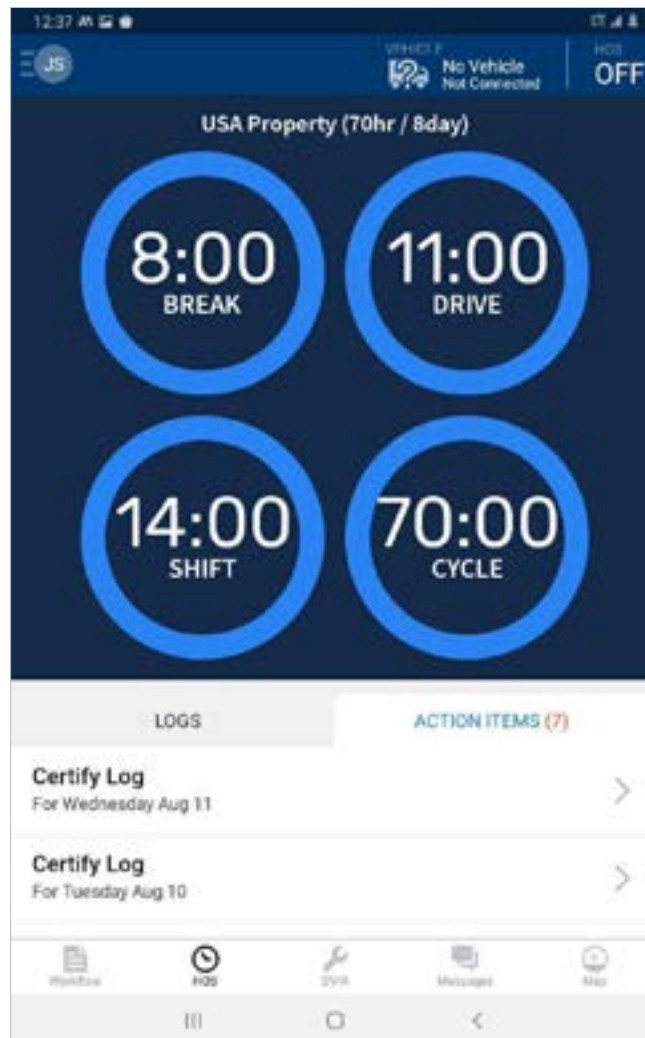 12:37
JS
VEHICLE
No Vehicle
Not Connected
HOS
OFF
USA Property (70hr / 8day)
8:00
BREAK
11:00
DRIVE
14:00
SHIFT
70:00
CYCLE
LOGS
ACTION ITEMS (7)
Certify Log
For Wednesday Aug 11
Certify Log
For Tuesday Aug 10
Workflow
HOS
DVIR
Messages
Map